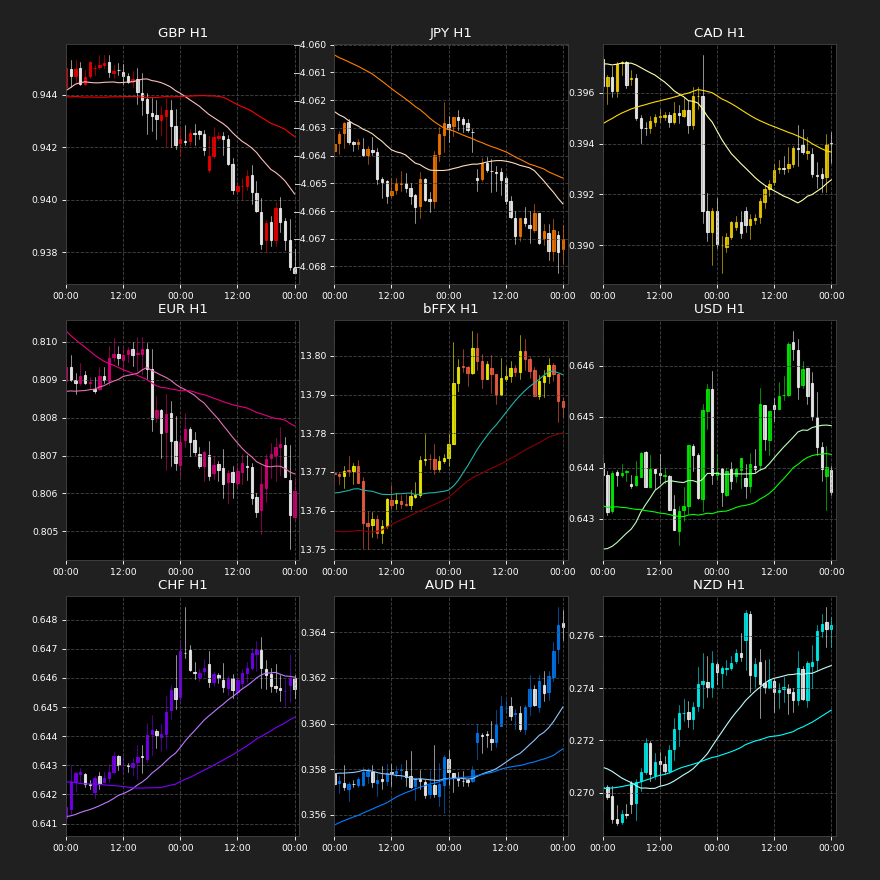 GBP H1
JPY H1
CAD H1
0.944
0.942
0.940
0.938
00:00 12:00 00:00 12:00 00:00
-4.060
-4.061
-4.062
-4.063
-4.064
-4.065
-4.066
-4.067
-4.068
00:00 12:00 00:00 12:00 00:00
0.396
0.394
0.392
0.390
00:00 12:00 00:00 12:00 00:00
EUR H1
bFFX H1
USD H1
0.810
0.809
0.808
0.807
0.806
0.805
00:00 12:00 00:00 12:00 00:00
13.80
13.79
13.78
13.77
13.76
13.75
00:00 12:00 00:00 12:00 00:00
0.646
0.645
0.644
0.643
00:00 12:00 00:00 12:00 00:00
CHF H1
AUD H1
NZD H1
0.648
0.647
0.646
0.645
0.644
0.643
0.642
0.641
00:00 12:00 00:00 12:00 00:00
0.364
0.362
0.360
0.358
0.356
00:00 12:00 00:00 12:00 00:00
0.276
0.274
0.272
0.270
00:00 12:00 00:00 12:00 00:00